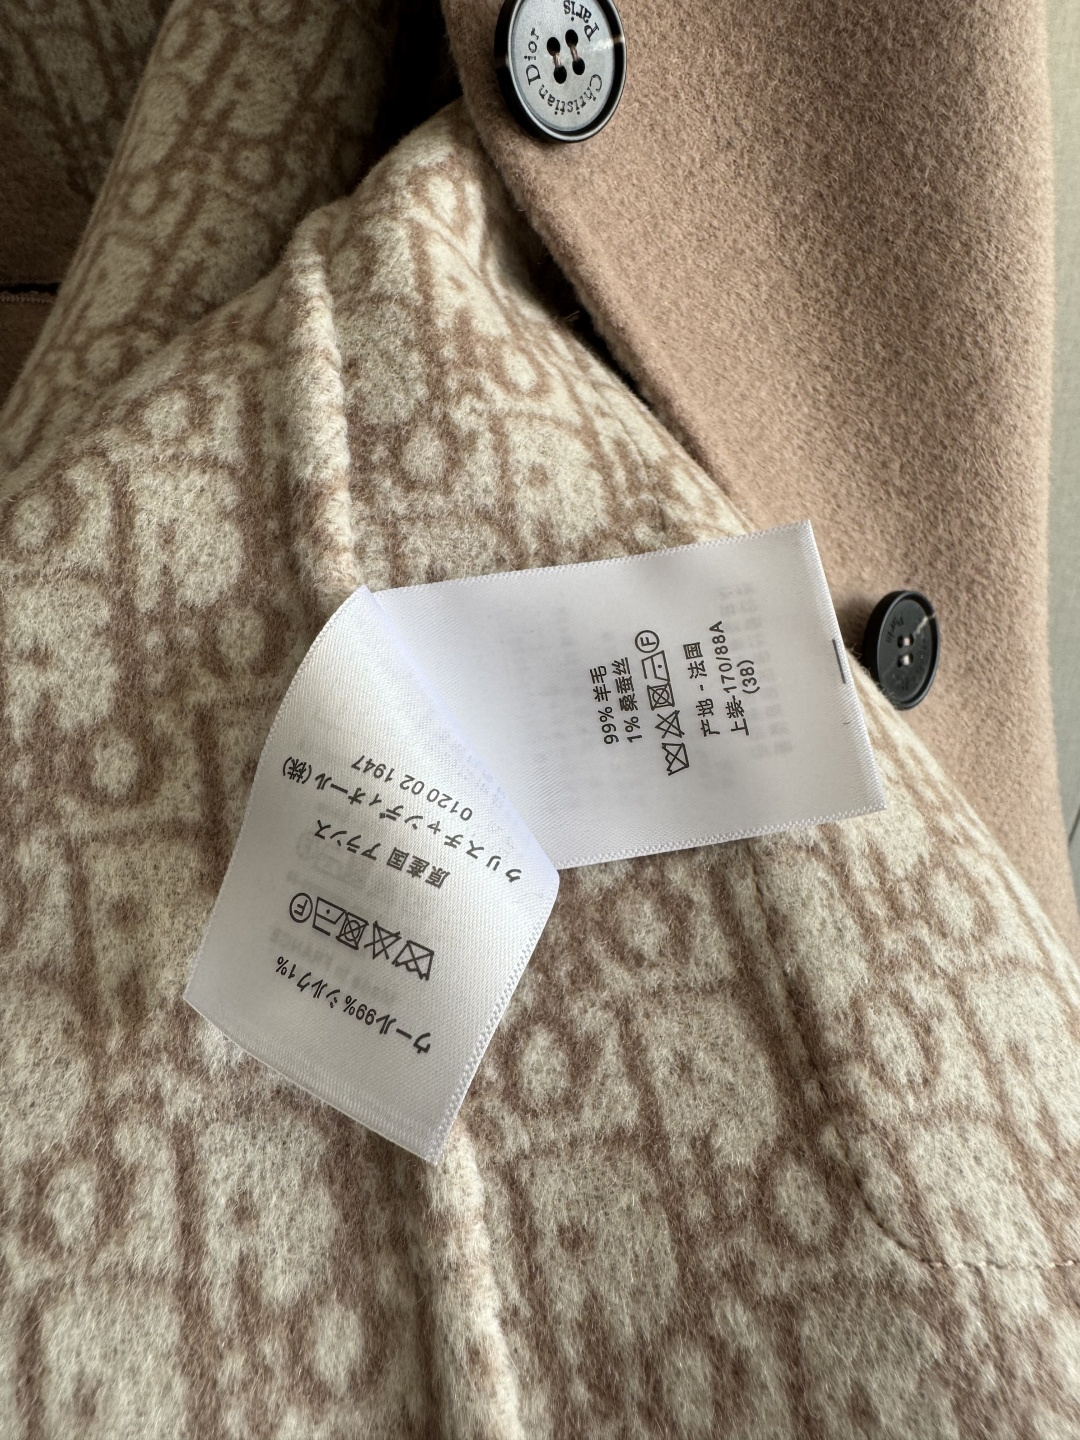 Christian Dior
Paris
99% 羊毛
1% 桑蚕丝
F
产地 - 法国
上装-170/88A
(38)
ウール99% シルク1%
F
原産国 フランス
クリスチャンディオール(株)
0120 02 1947
Paris